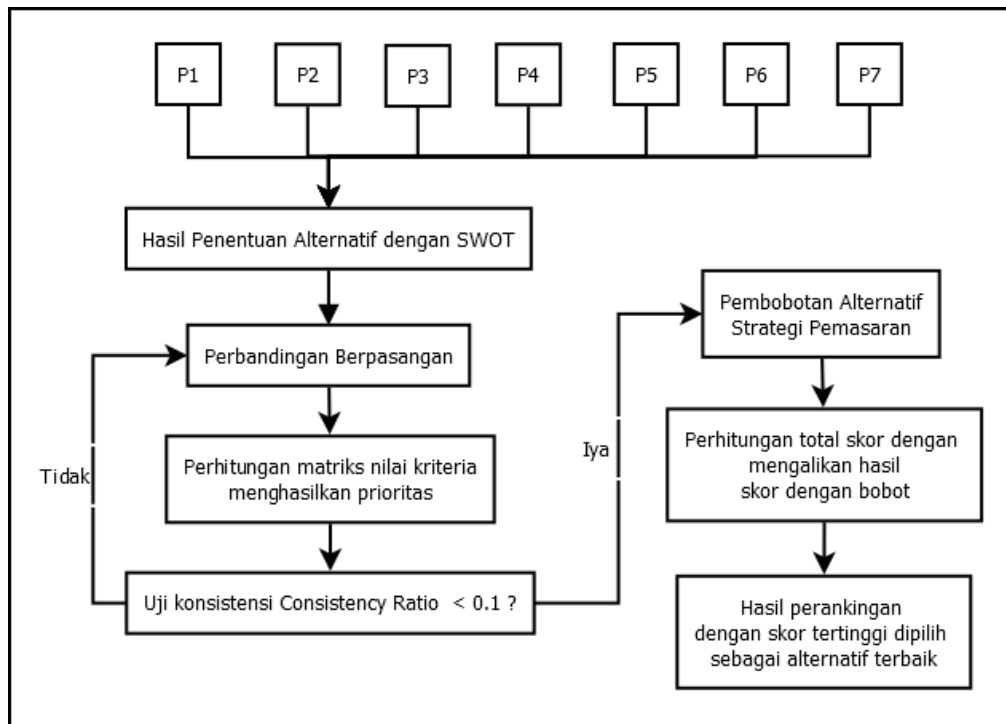 P1
P2
P3
P4
P5
P6
P7
Hasil Penentuan Alternatif dengan SWOT
Perbandingan Berpasangan
Perhitungan matriks nilai kriteria
menghasilkan prioritas
Tidak
Uji konsistensi Consistency Ratio < 0.1 ?
Iya
Pembobotan Alternatif
Strategi Pemasaran
Perhitungan total skor dengan
mengalikan hasil
skor dengan bobot
Hasil perankingan
dengan skor tertinggi dipilih
sebagai alternatif terbaik